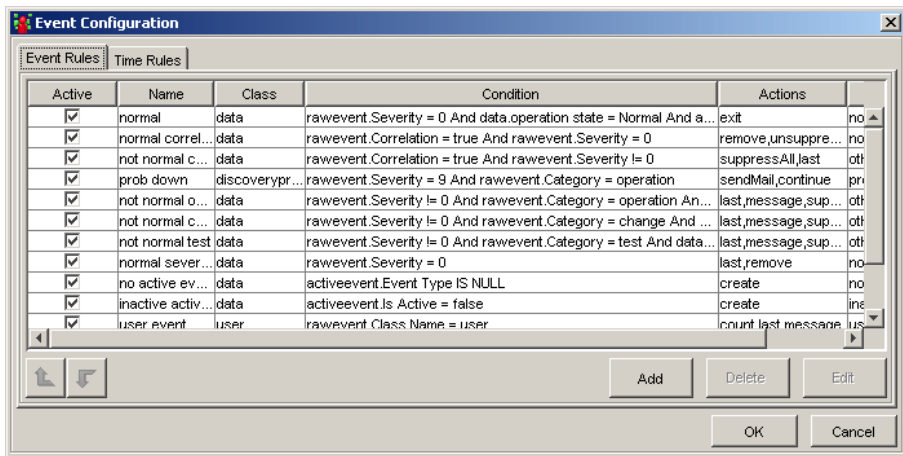 Event Configuration
Event Rules Time Rules
Active Name Class Condition Actions
normal data rawevent.Severity = 0 And data.operation state = Normal And a... exit no
normal correl... data rawevent.Correlation = true And rawevent.Severity = 0 remove,unsuppre... no
not normal c... data rawevent.Correlation = true And rawevent.Severity != 0 suppressAll,last oth
prob down discoverypr... rawevent.Severity = 9 And rawevent.Category = operation sendMail,continue pro
not normal o... data rawevent.Severity != 0 And rawevent.Category = operation An... last,message,sup... oth
not normal c... data rawevent.Severity != 0 And rawevent.Category = change And ... last,message,sup... oth
not normal test data rawevent.Severity != 0 And rawevent.Category = test And data... last,message,sup... oth
normal sever... data rawevent.Severity = 0 last,remove no
no active ev... data activeevent.Event Type IS NULL create no
inactive activ... data activeevent.Is Active = false create ina
user event user rawevent.Class Name = user count,last,message, us
Add Delete Edit
OK Cancel